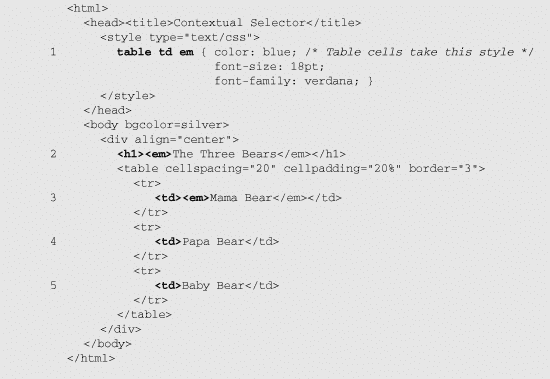 <html>
<head><title>Contextual Selector</title>
<style type="text/css">
1 table td em { color: blue; /* Table cells take this style */
font-size: 18pt;
font-family: verdana; }
</style>
</head>
<body bgcolor=silver>
<div align="center">
2 <h1><em>The Three Bears</em></h1>
<table cellspacing="20" cellpadding="20%" border="3">
<tr>
3 <td><em>Mama Bear</em></td>
</tr>
<tr>
4 <td>Papa Bear</td>
</tr>
<tr>
5 <td>Baby Bear</td>
</tr>
</table>
</div>
</body>
</html>